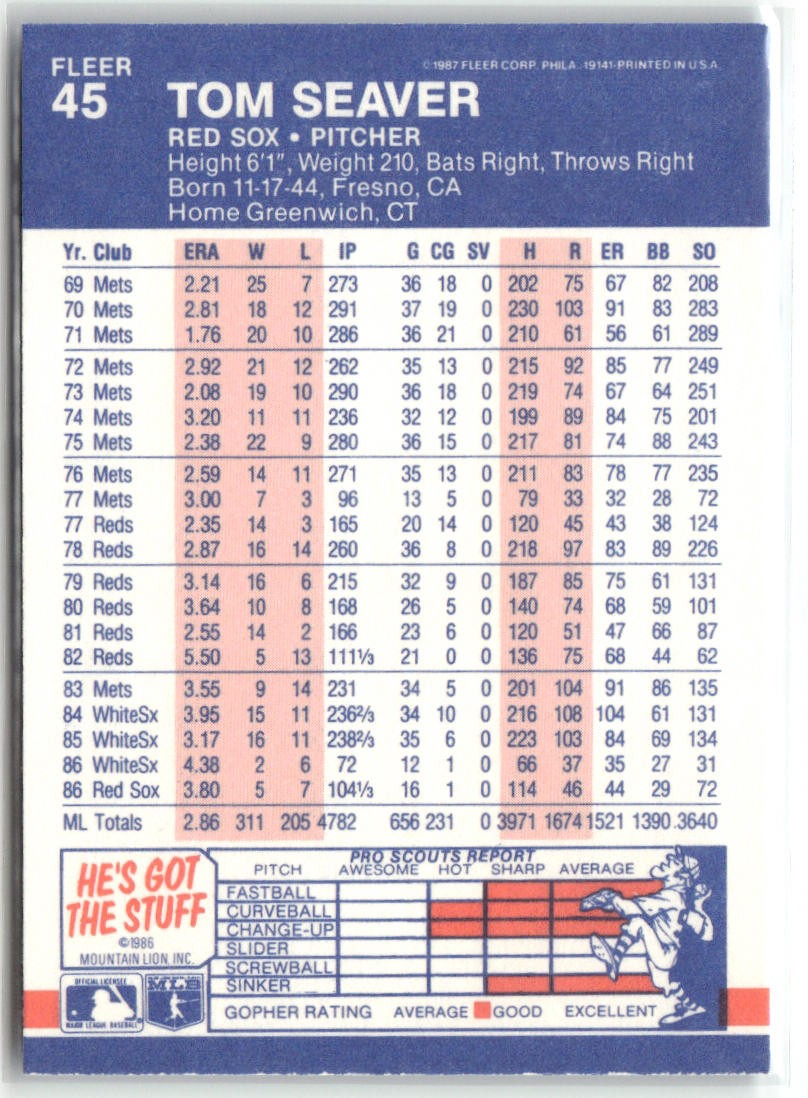 FLEER
45
© 1987 FLEER CORP. PHILA. 19141-PRINTED IN U.S.A.
TOM SEAVER
RED SOX • PITCHER
Height 6'1", Weight 210, Bats Right, Throws Right
Born 11-17-44, Fresno, CA
Home Greenwich, CT
Yr. Club ERA W L IP G CG SV H R ER BB SO
69 Mets 2.21 25 7 273 36 18 0 202 75 67 82 208
70 Mets 2.81 18 12 291 37 19 0 230 103 91 83 283
71 Mets 1.76 20 10 286 36 21 0 210 61 56 61 289
72 Mets 2.92 21 12 262 35 13 0 215 92 85 77 249
73 Mets 2.08 19 10 290 36 18 0 219 74 67 64 251
74 Mets 3.20 11 11 236 32 12 0 199 89 84 75 201
75 Mets 2.38 22 9 280 36 15 0 217 81 74 88 243
76 Mets 2.59 14 11 271 35 13 0 211 83 78 77 235
77 Mets 3.00 7 3 96 13 5 0 79 33 32 28 72
77 Reds 2.35 14 3 165 20 14 0 120 45 43 38 124
78 Reds 2.87 16 14 260 36 8 0 218 97 83 89 226
79 Reds 3.14 16 6 215 32 9 0 187 85 75 61 131
80 Reds 3.64 10 8 168 26 5 0 140 74 68 59 101
81 Reds 2.55 14 2 166 23 6 0 120 51 47 66 87
82 Reds 5.50 5 13 111⅓ 21 0 0 136 75 68 44 62
83 Mets 3.55 9 14 231 34 5 0 201 104 91 86 135
84 WhiteSx 3.95 15 11 236⅔ 34 10 0 216 108 104 61 131
85 WhiteSx 3.17 16 11 238⅔ 35 6 0 223 103 84 69 134
86 WhiteSx 4.38 2 6 72 12 1 0 66 37 35 27 31
86 Red Sox 3.80 5 7 104⅓ 16 1 0 114 46 44 29 72
ML Totals 2.86 311 205 4782 656 231 0 3971 1674 1521 1390 3640
HE'S GOT
THE STUFF
©1986
MOUNTAIN LION, INC.
OFFICIAL LICENSEE
MAJOR LEAGUE BASEBALL
MLB
PRO SCOUTS REPORT
PITCH AWESOME HOT SHARP AVERAGE
FASTBALL
CURVEBALL
CHANGE-UP
SLIDER
SCREWBALL
SINKER
GOPHER RATING AVERAGE GOOD EXCELLENT